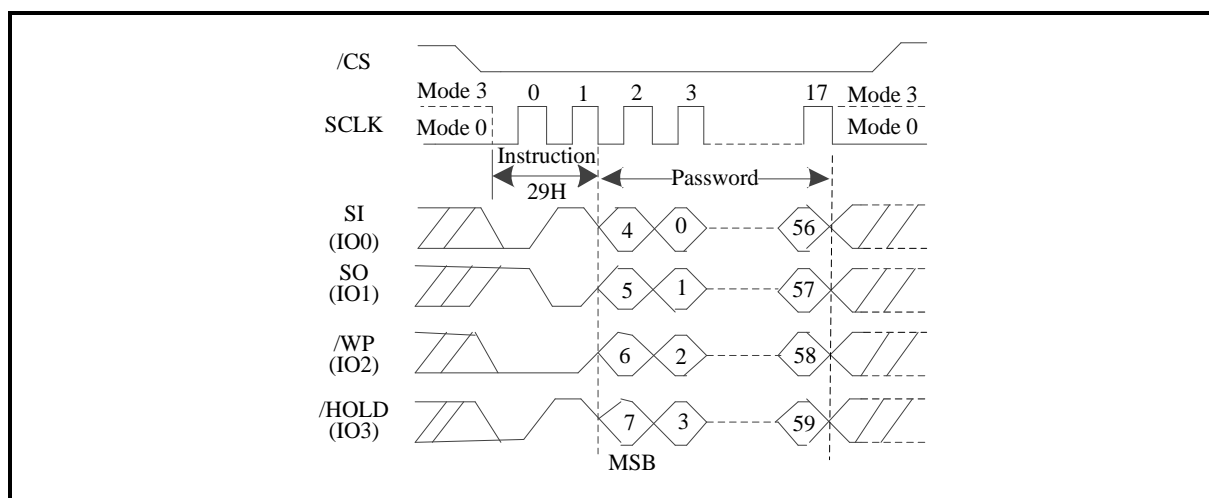 /CS
Mode 3 0 1 2 3 17 Mode 3
SCLK Mode 0 Mode 0
Instruction Password
29H
SI
(IO0) 4 0 56
SO
(IO1) 5 1 57
/WP
(IO2) 6 2 58
/HOLD
(IO3) 7 3 59
MSB